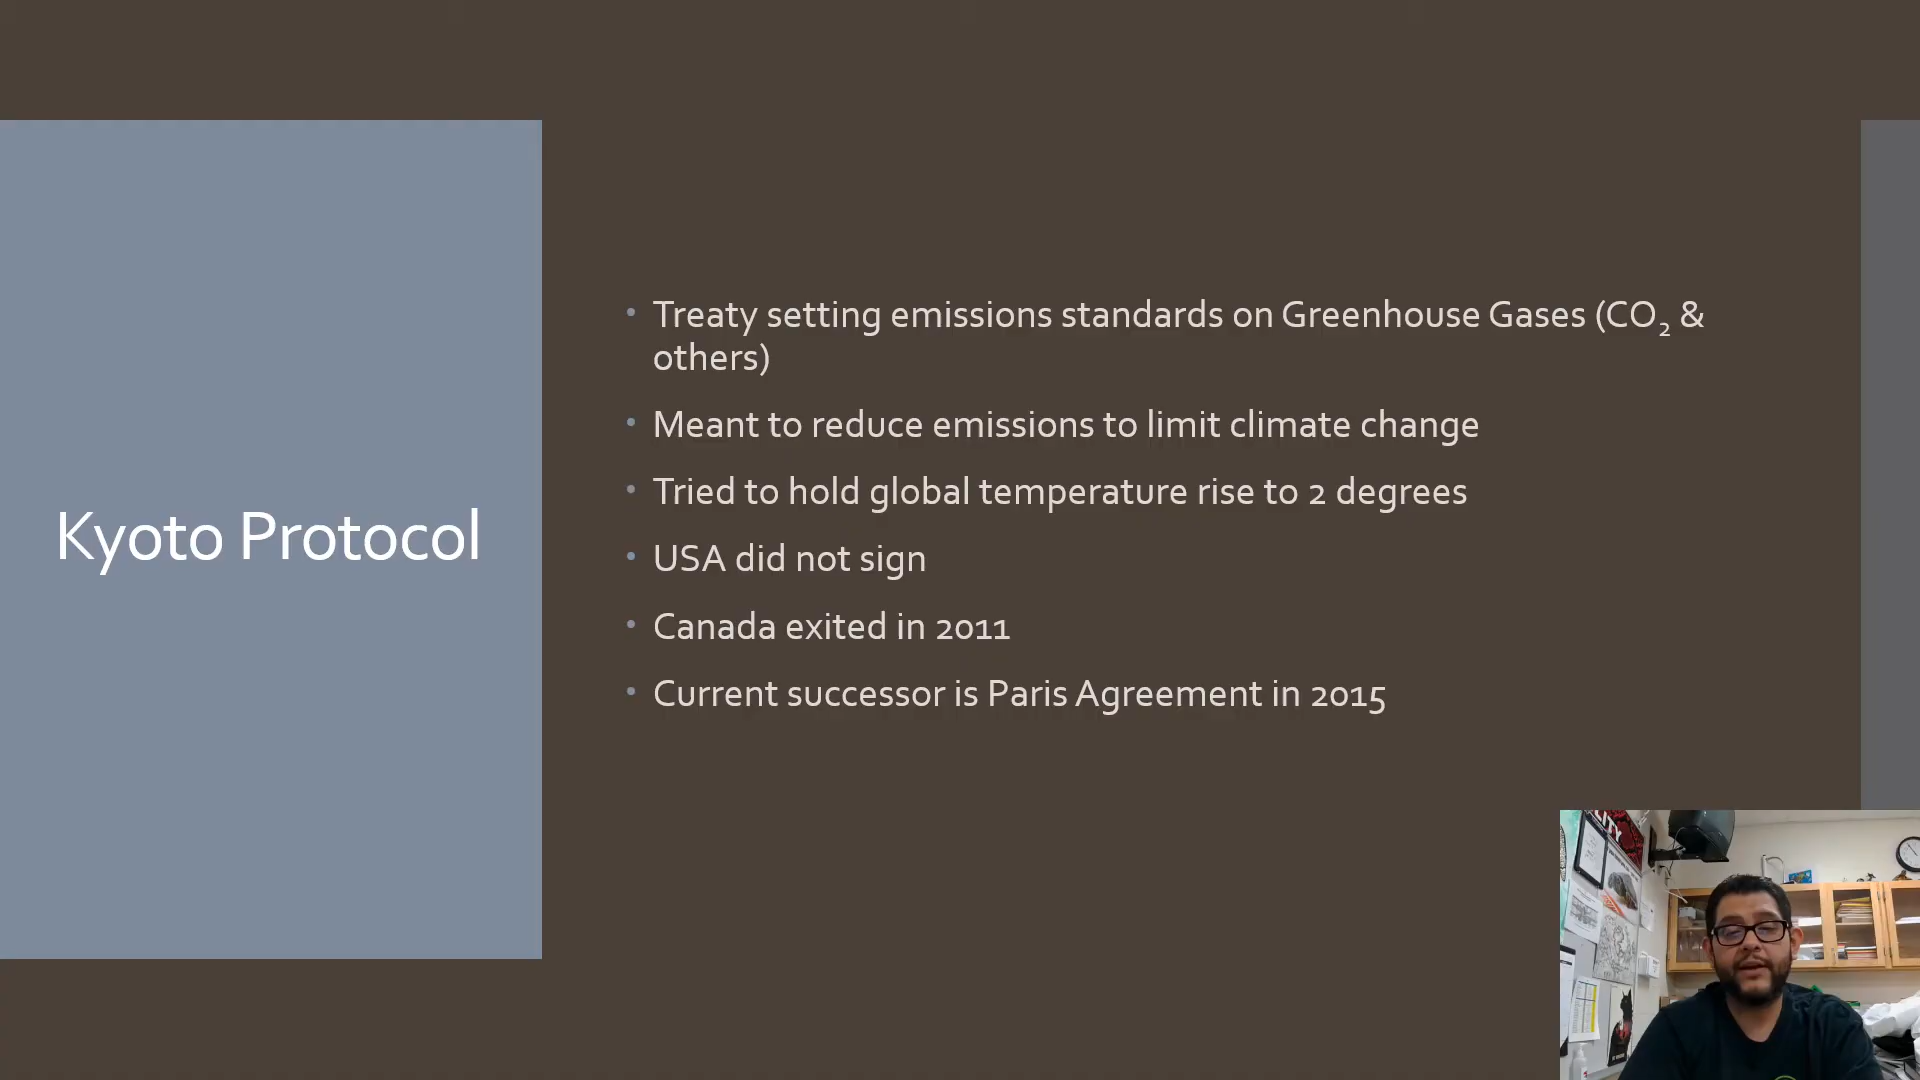 Kyoto Protocol
• Treaty setting emissions standards on Greenhouse Gases (CO₂ &
others)
• Meant to reduce emissions to limit climate change
• Tried to hold global temperature rise to 2 degrees
• USA did not sign
• Canada exited in 2011
• Current successor is Paris Agreement in 2015